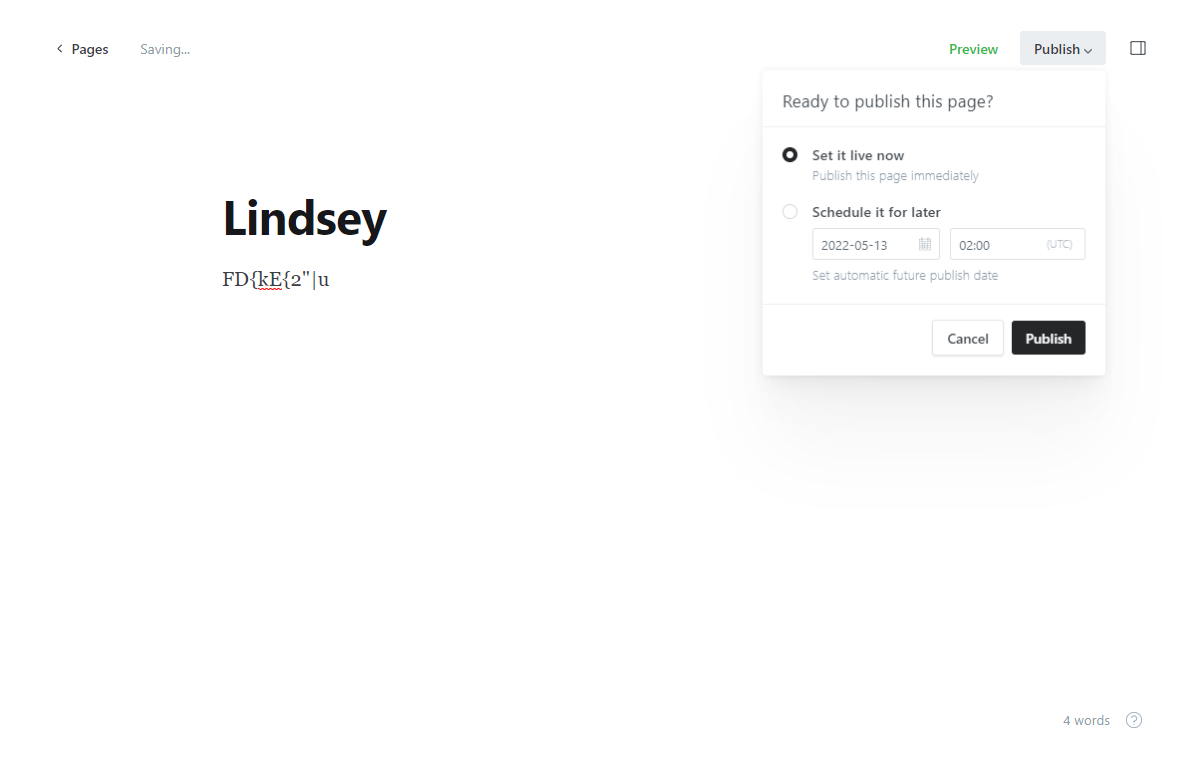 Pages
Saving...
Preview
Publish
Ready to publish this page?
Set it live now
Publish this page immediately
Schedule it for later
2022-05-13
02:00
(UTC)
Set automatic future publish date
Cancel
Publish
Lindsey
FD{kE{2"|u
4 words
?